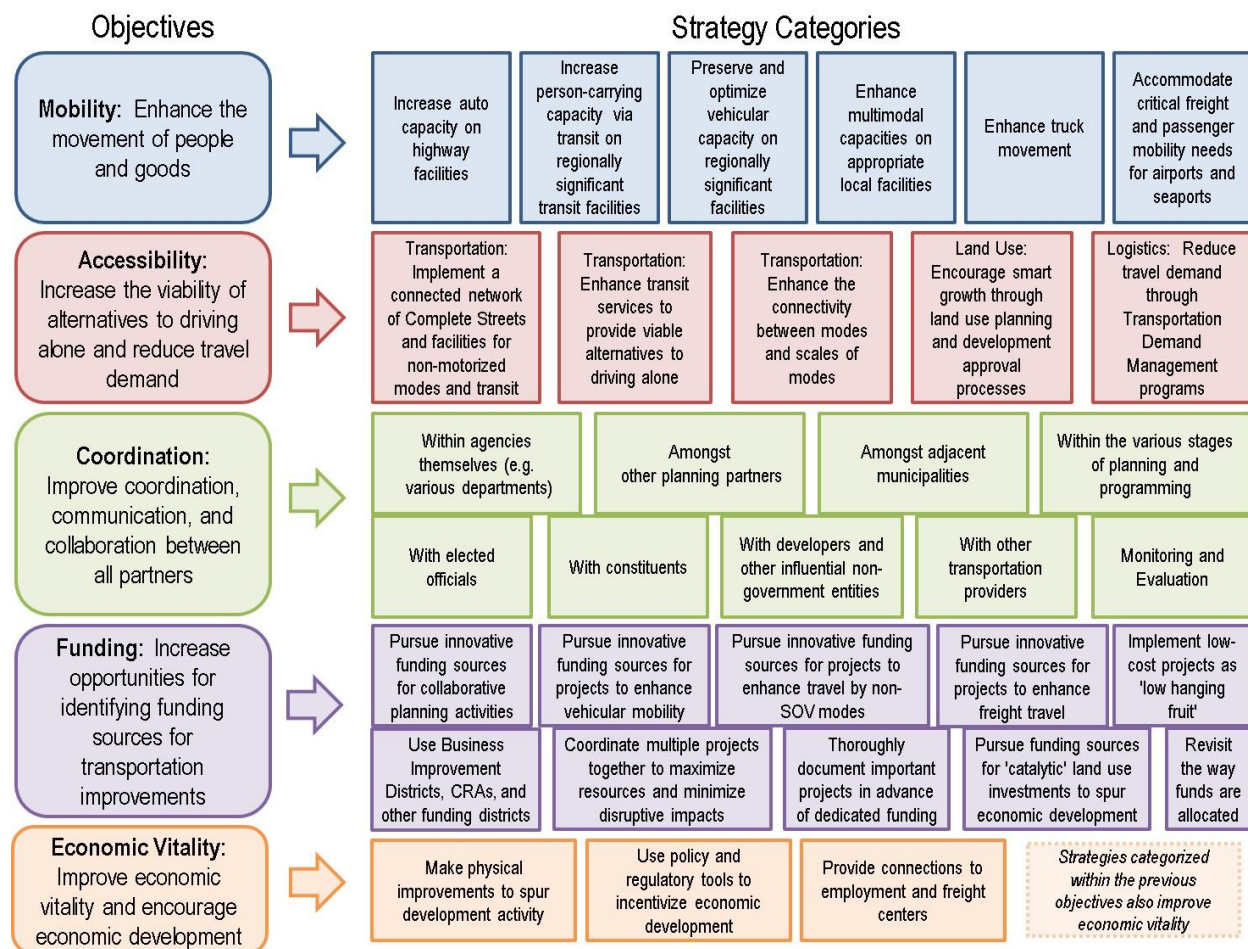 Objectives
Strategy Categories
Mobility: Enhance the
movement of people
and goods
Increase auto
capacity on
highway
facilities
Increase
person-carrying
capacity via
transit on
regionally
significant
transit facilities
Preserve and
optimize
vehicular
capacity on
regionally
significant
facilities
Enhance
multimodal
capacities on
appropriate
local facilities
Enhance truck
movement
Accommodate
critical freight
and passenger
mobility needs
for airports and
seaports
Accessibility:
Increase the viability of
alternatives to driving
alone and reduce travel
demand
Transportation:
Implement a
connected network
of Complete Streets
and facilities for
non-motorized
modes and transit
Transportation:
Enhance transit
services to
provide viable
alternatives to
driving alone
Transportation:
Enhance the
connectivity
between modes
and scales of
modes
Land Use:
Encourage smart
growth through
land use planning
and development
approval
processes
Logistics: Reduce
travel demand
through
Transportation
Demand
Management
programs
Coordination:
Improve coordination,
communication, and
collaboration between
all partners
Within agencies
themselves (e.g.
various departments)
Amongst
other planning partners
Amongst adjacent
municipalities
Within the various stages
of planning and
programming
With elected
officials
With constituents
With developers and
other influential non-
government entities
With other
transportation
providers
Monitoring and
Evaluation
Funding: Increase
opportunities for
identifying funding
sources for
transportation
improvements
Pursue innovative
funding sources
for collaborative
planning activities
Pursue innovative
funding sources for
projects to enhance
vehicular mobility
Pursue innovative funding
sources for projects to
enhance travel by non-
SOV modes
Pursue innovative
funding sources for
projects to enhance
freight travel
Implement low-
cost projects as
'low hanging
fruit'
Use Business
Improvement
Districts, CRAs, and
other funding districts
Coordinate multiple projects
together to maximize
resources and minimize
disruptive impacts
Thoroughly
document important
projects in advance
of dedicated funding
Pursue funding sources
for 'catalytic' land use
investments to spur
economic development
Revisit
the way
funds are
allocated
Economic Vitality:
Improve economic
vitality and encourage
economic development
Make physical
improvements to spur
development activity
Use policy and
regulatory tools to
incentivize economic
development
Provide connections to
employment and freight
centers
Strategies categorized
within the previous
objectives also improve
economic vitality